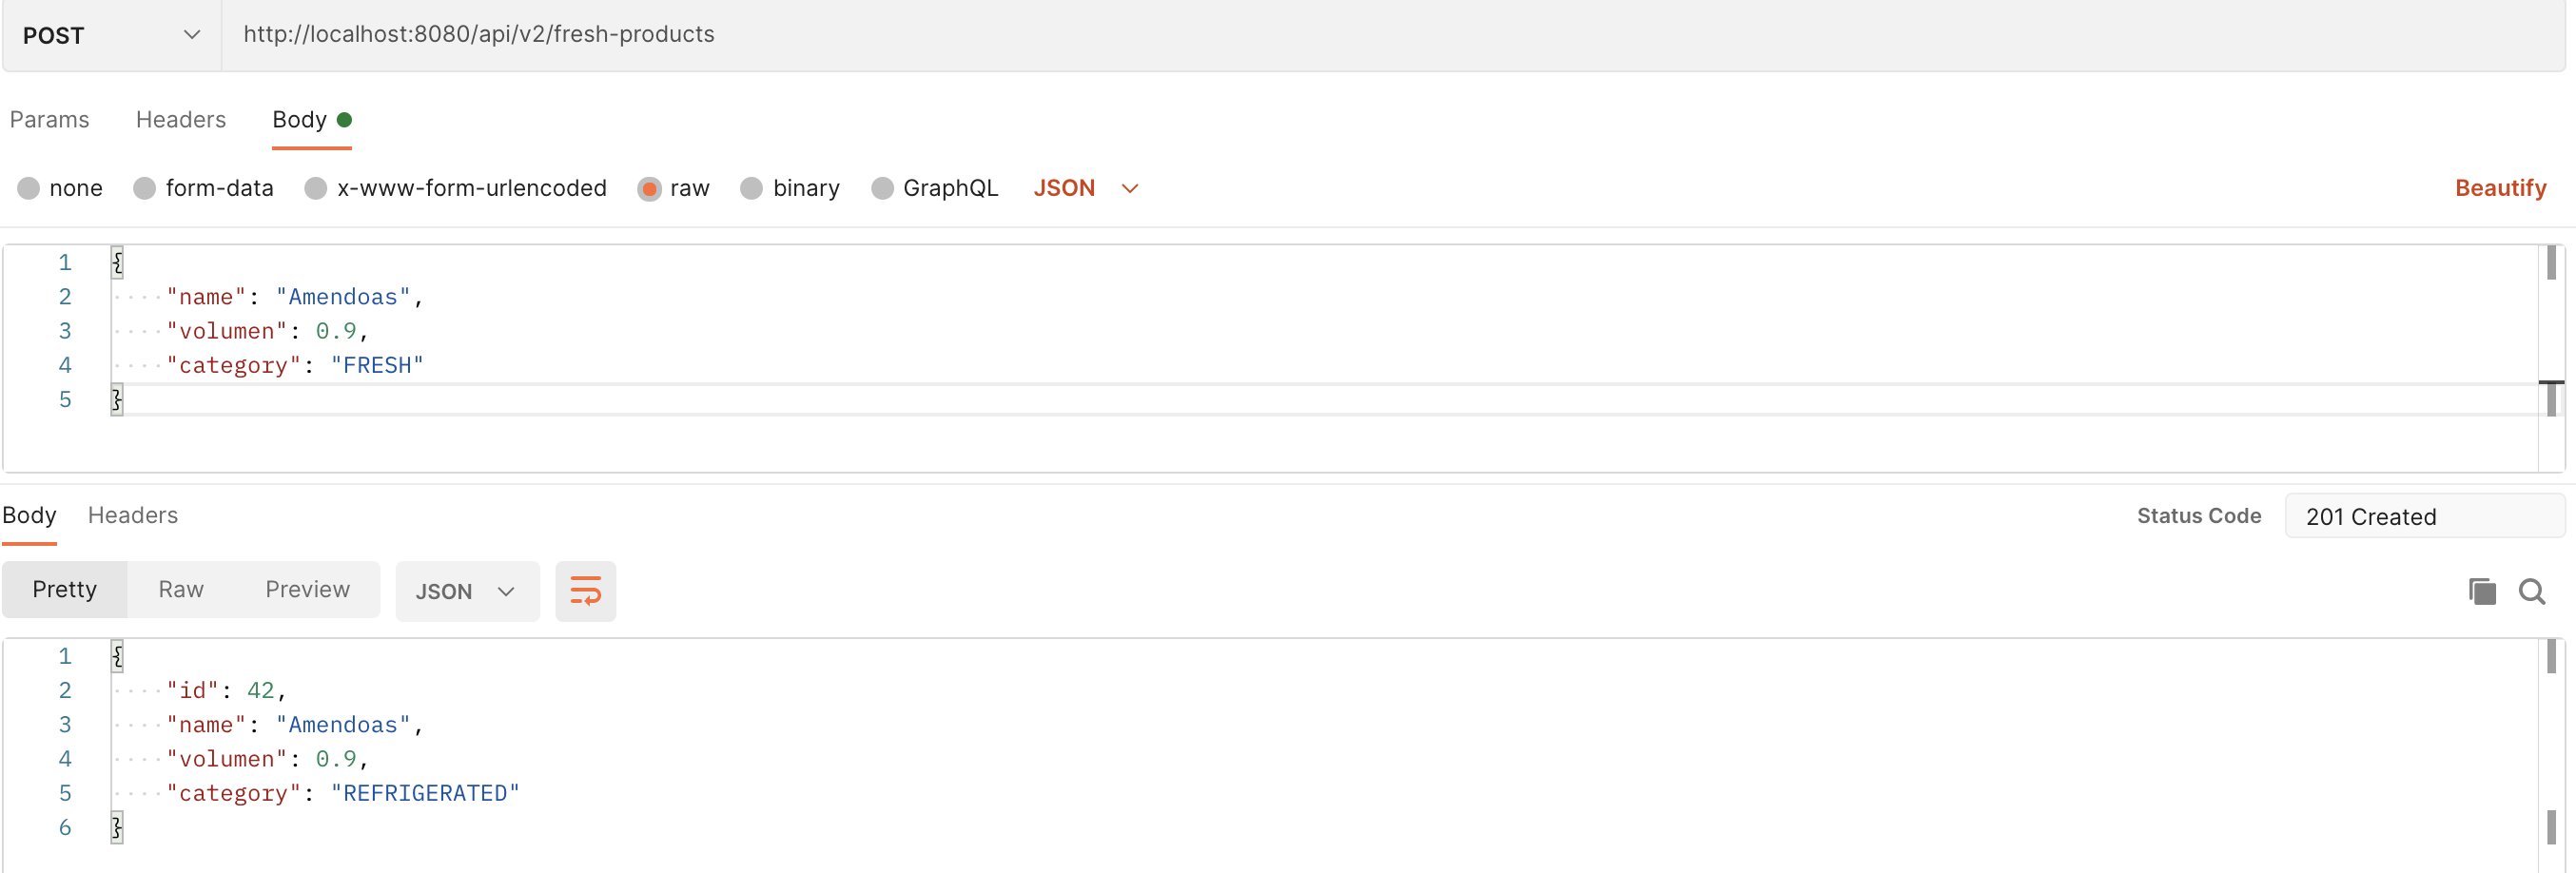 POST http://localhost:8080/api/v2/fresh-products
Params Headers Body
none form-data x-www-form-urlencoded raw binary GraphQL JSON Beautify
1 {
2 "name": "Amendoas",
3 "volumen": 0.9,
4 "category": "FRESH"
5 }
Body Headers Status Code 201 Created
Pretty Raw Preview JSON
1 {
2 "id": 42,
3 "name": "Amendoas",
4 "volumen": 0.9,
5 "category": "REFRIGERATED"
6 }